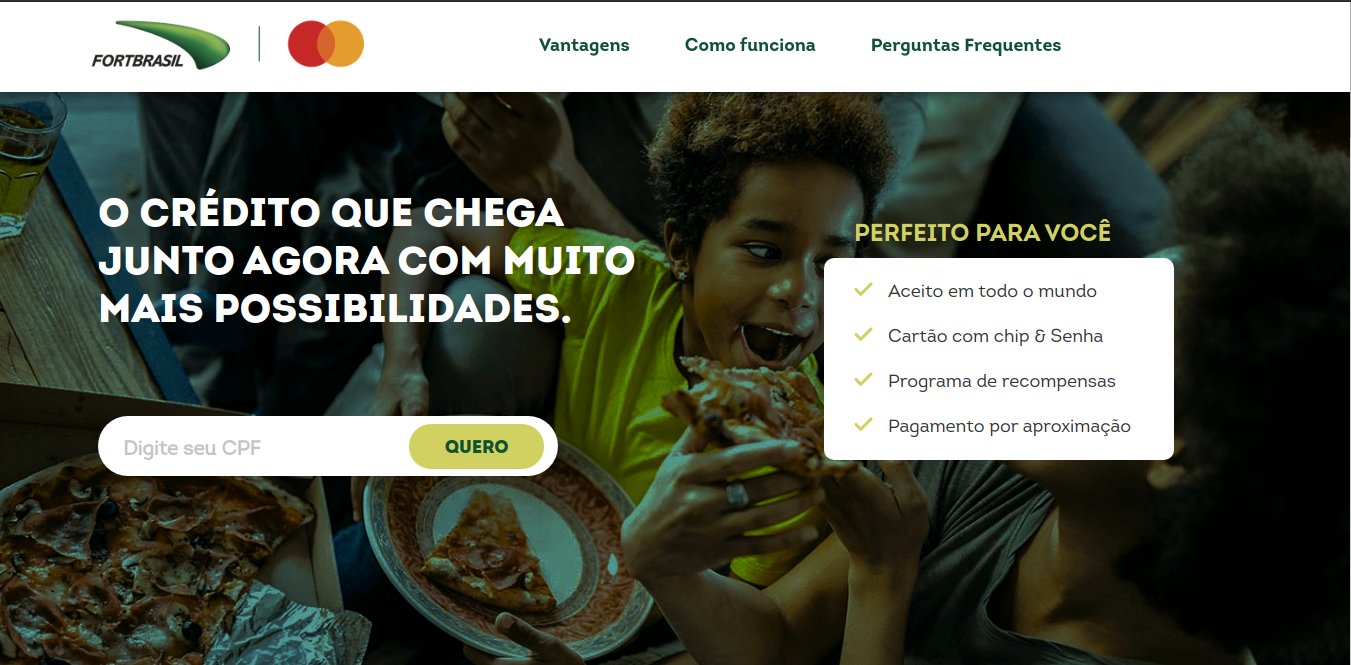 FORTBRASIL
Vantagens
Como funciona
Perguntas Frequentes
O CRÉDITO QUE CHEGA
JUNTO AGORA COM MUITO
MAIS POSSIBILIDADES.
Digite seu CPF
QUERO
PERFEITO PARA VOCÊ
Aceito em todo o mundo
Cartão com chip & Senha
Programa de recompensas
Pagamento por aproximação